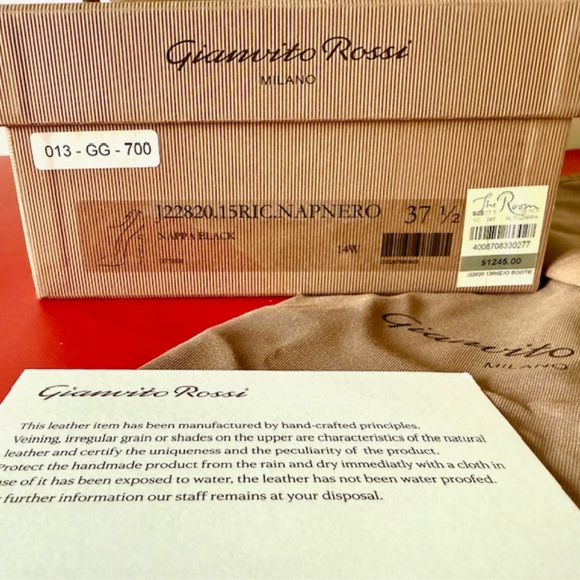 Gianvito Rossi
MILANO
013 - GG - 700
J22820.15RIC.NAPNERO 37 ½
NAPPA BLACK
14W
The Room
4008708330277
$1245.00
Gianvito
MILANO
Gianvito Rossi
This leather item has been manufactured by hand-crafted principles.
Veining, irregular grain or shades on the upper are characteristics of the natural
leather and certify the uniqueness and the peculiarity of the product.
Protect the handmade product from the rain and dry immediatly with a cloth in
se of it has been exposed to water, the leather has not been water proofed.
further information our staff remains at your disposal.